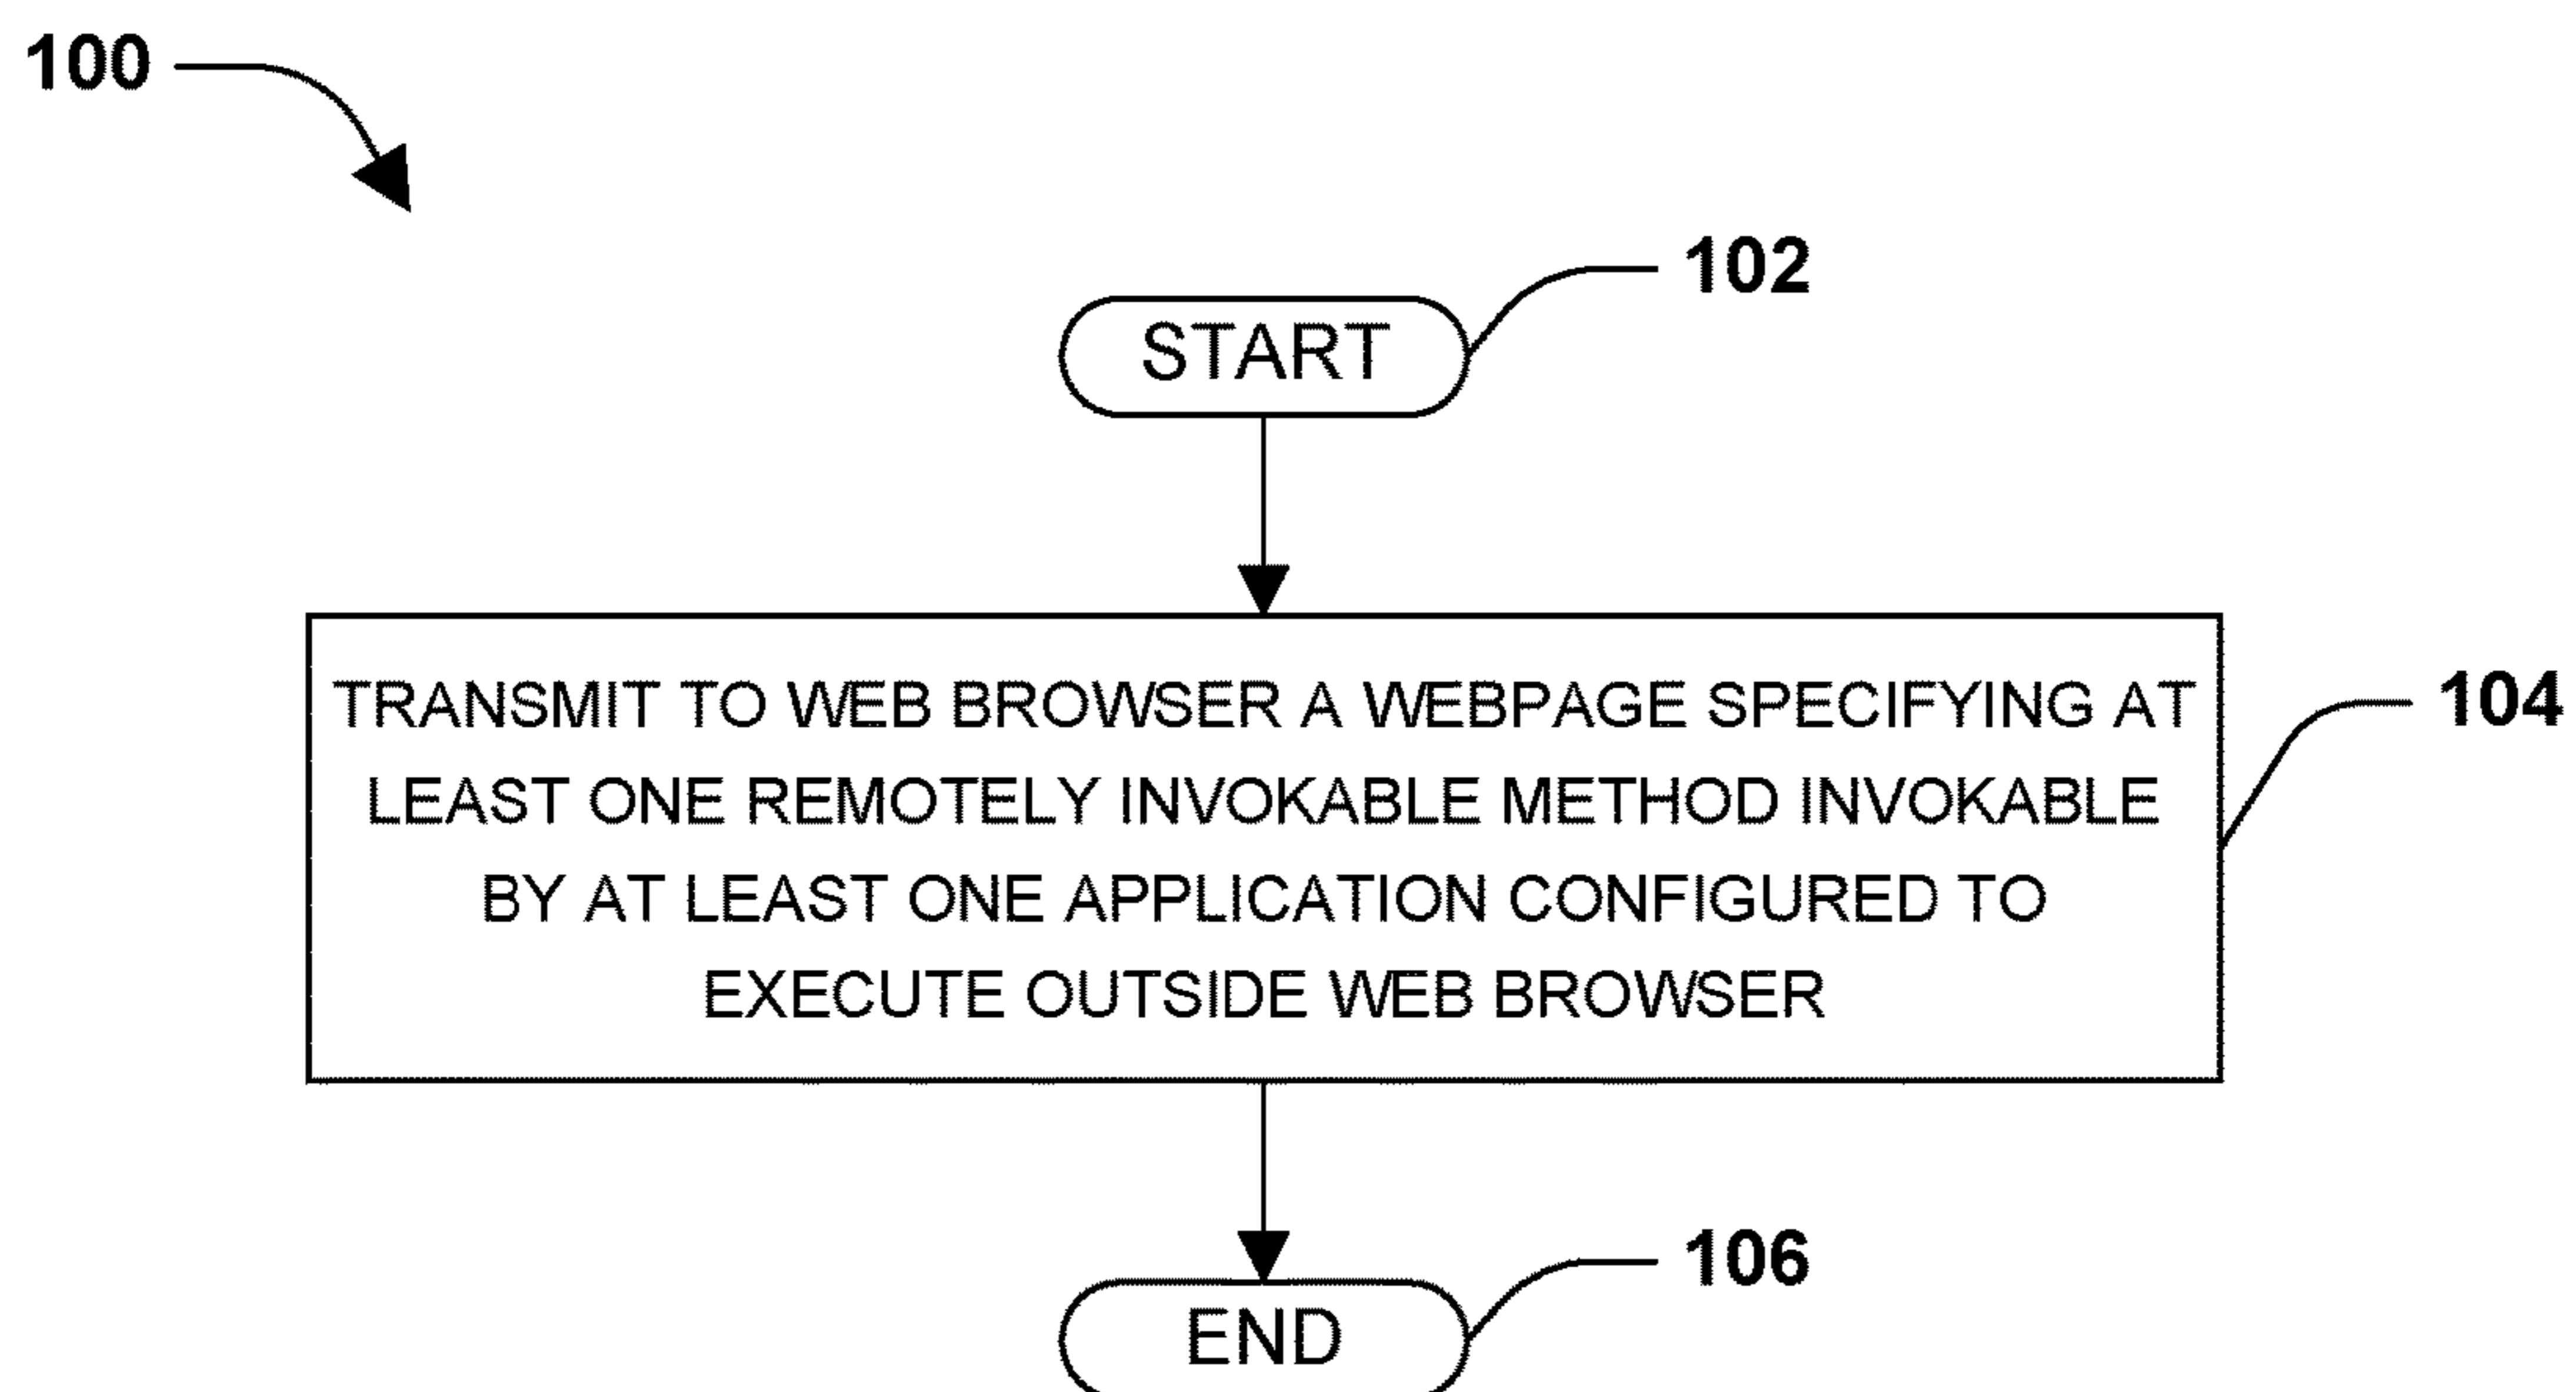 100
102
START
TRANSMIT TO WEB BROWSER A WEBPAGE SPECIFYING AT
LEAST ONE REMOTELY INVOKABLE METHOD INVOKABLE
BY AT LEAST ONE APPLICATION CONFIGURED TO
EXECUTE OUTSIDE WEB BROWSER
104
106
END